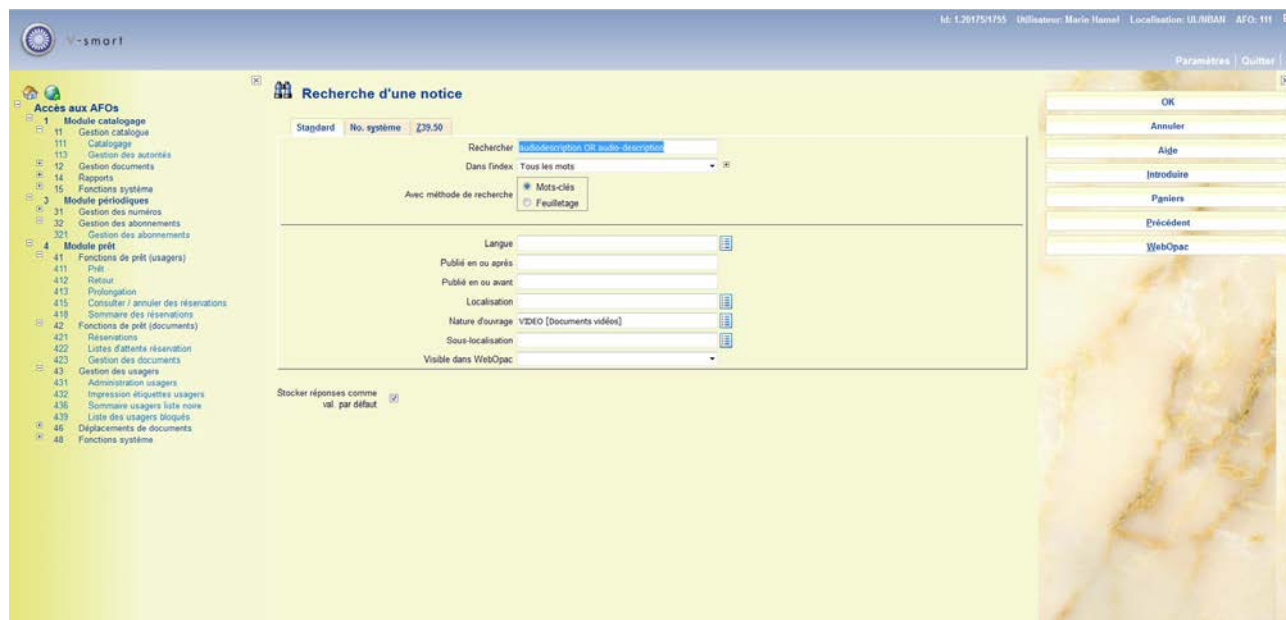 Id: 1.20175/1755 Utilisateur: Marie Hamel Localisation: UL/NBAN AFO: 111
V-smart
Paramètres | Quitter
Accès aux AFOs
1 Module catalogage
11 Gestion catalogue
111 Catalogage
113 Gestion des autorités
12 Gestion documents
14 Rapports
15 Fonctions système
3 Module périodiques
31 Gestion des numéros
32 Gestion des abonnements
321 Gestion des abonnements
4 Module prêt
41 Fonctions de prêt (usagers)
411 Prêt
412 Retour
413 Prolongation
415 Consulter / annuler des réservations
418 Sommaire des réservations
42 Fonctions de prêt (documents)
421 Réservations
422 Listes d'attente réservation
423 Gestion des documents
43 Gestion des usagers
431 Administration usagers
432 Impression étiquettes usagers
436 Sommaire usagers liste noire
439 Liste des usagers bloqués
46 Déplacements de documents
48 Fonctions système
Recherche d'une notice
Standard No. système Z39.50
Rechercher audiodescription OR audio-description
Dans l'index Tous les mots
Avec méthode de recherche
Mots-clés
Feuilletage
Langue
Publié en ou après
Publié en ou avant
Localisation
Nature d'ouvrage VIDEO [Documents vidéos]
Sous-localisation
Visible dans WebOpac
Stocker réponses comme
val. par défaut
OK
Annuler
Aide
Introduire
Paniers
Précédent
WebOpac